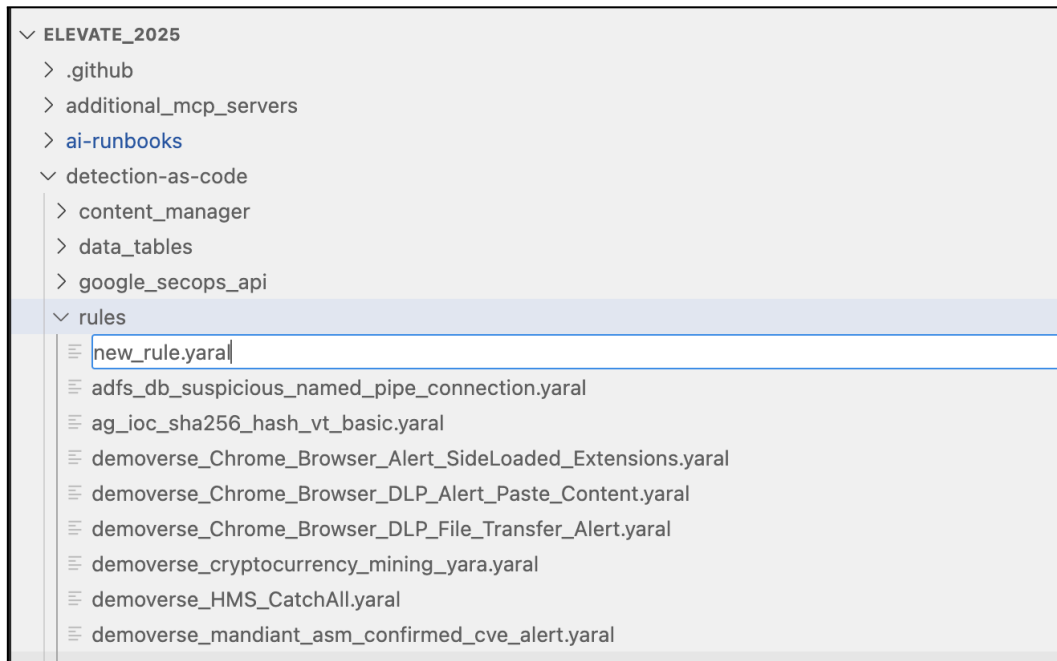 ELEVATE_2025
.github
additional_mcp_servers
ai-runbooks
detection-as-code
content_manager
data_tables
google_secops_api
rules
new_rule.yaral
adfs_db_suspicious_named_pipe_connection.yaral
ag_ioc_sha256_hash_vt_basic.yaral
demoverse_Chrome_Browser_Alert_SideLoaded_Extensions.yaral
demoverse_Chrome_Browser_DLP_Alert_Paste_Content.yaral
demoverse_Chrome_Browser_DLP_File_Transfer_Alert.yaral
demoverse_cryptocurrency_mining_yara.yaral
demoverse_HMS_CatchAll.yaral
demoverse_mandiant_asm_confirmed_cve_alert.yaral